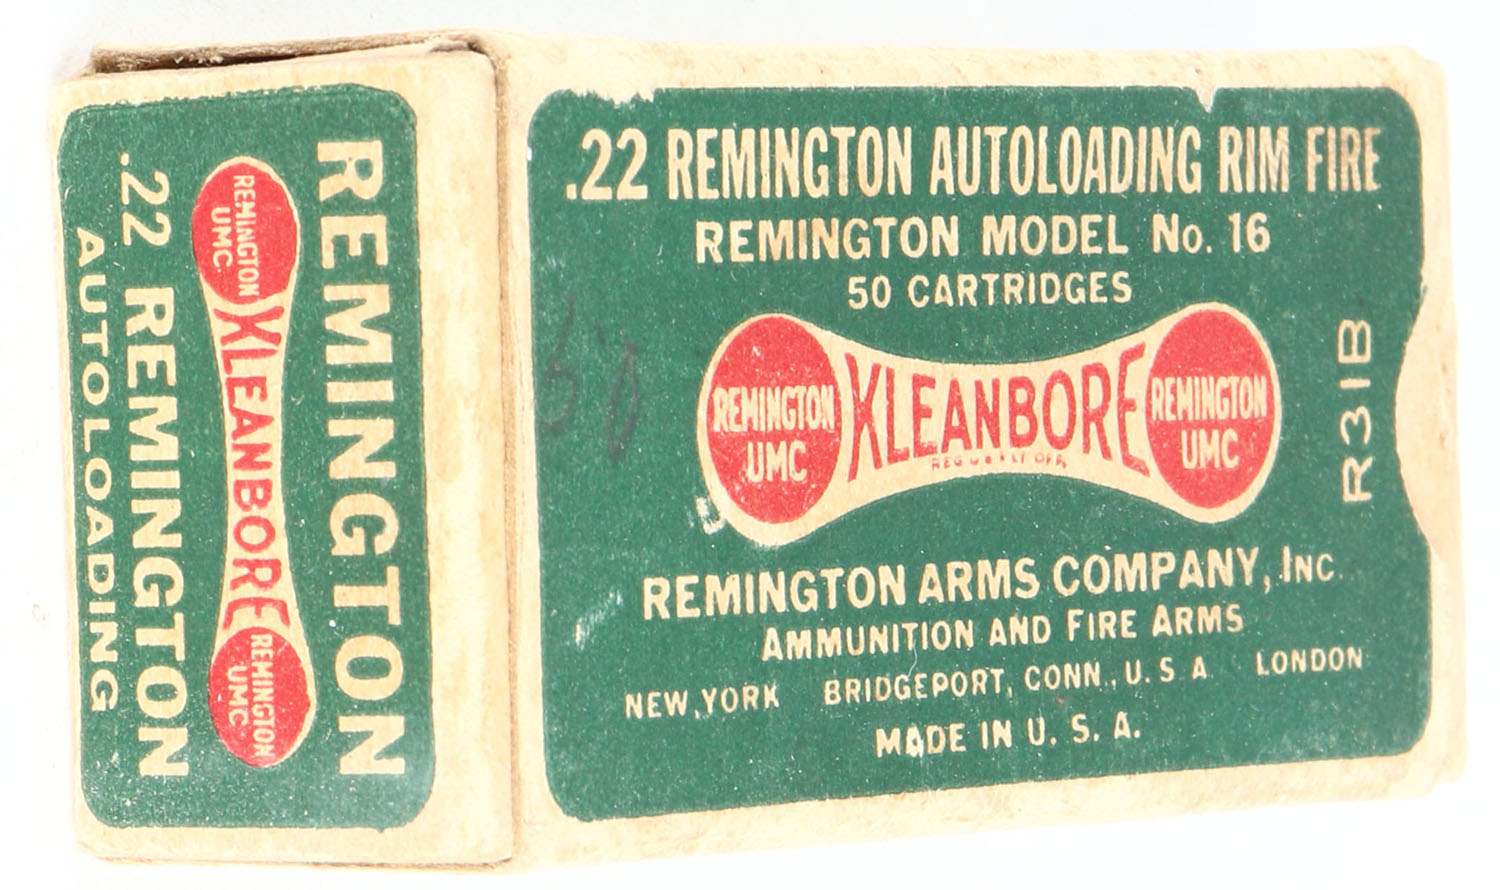 REMINGTON
REMINGTON
UMC
KLEANBORE
REMINGTON
UMC
.22 REMINGTON
AUTOLOADING
.22 REMINGTON AUTOLOADING RIM FIRE
REMINGTON MODEL No. 16
50 CARTRIDGES
REMINGTON
UMC
KLEANBORE
REMINGTON
UMC
R31B
REMINGTON ARMS COMPANY, INC.
AMMUNITION AND FIRE ARMS
NEW YORK BRIDGEPORT, CONN., U. S. A. LONDON
MADE IN U. S. A.